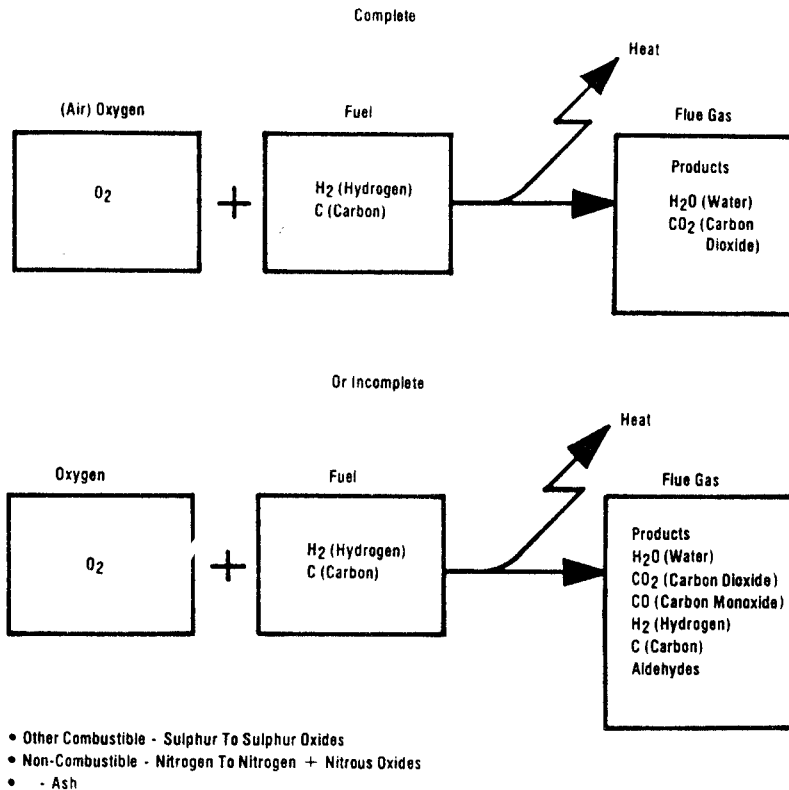 Complete
Heat
(Air) Oxygen
Fuel
Flue Gas
O2
+
H2 (Hydrogen)
C (Carbon)
Products
H2O (Water)
CO2 (Carbon
Dioxide)
Or Incomplete
Heat
Oxygen
Fuel
Flue Gas
O2
+
H2 (Hydrogen)
C (Carbon)
Products
H2O (Water)
CO2 (Carbon Dioxide)
CO (Carbon Monoxide)
H2 (Hydrogen)
C (Carbon)
Aldehydes
• Other Combustible - Sulphur To Sulphur Oxides
• Non-Combustible - Nitrogen To Nitrogen + Nitrous Oxides
• - Ash